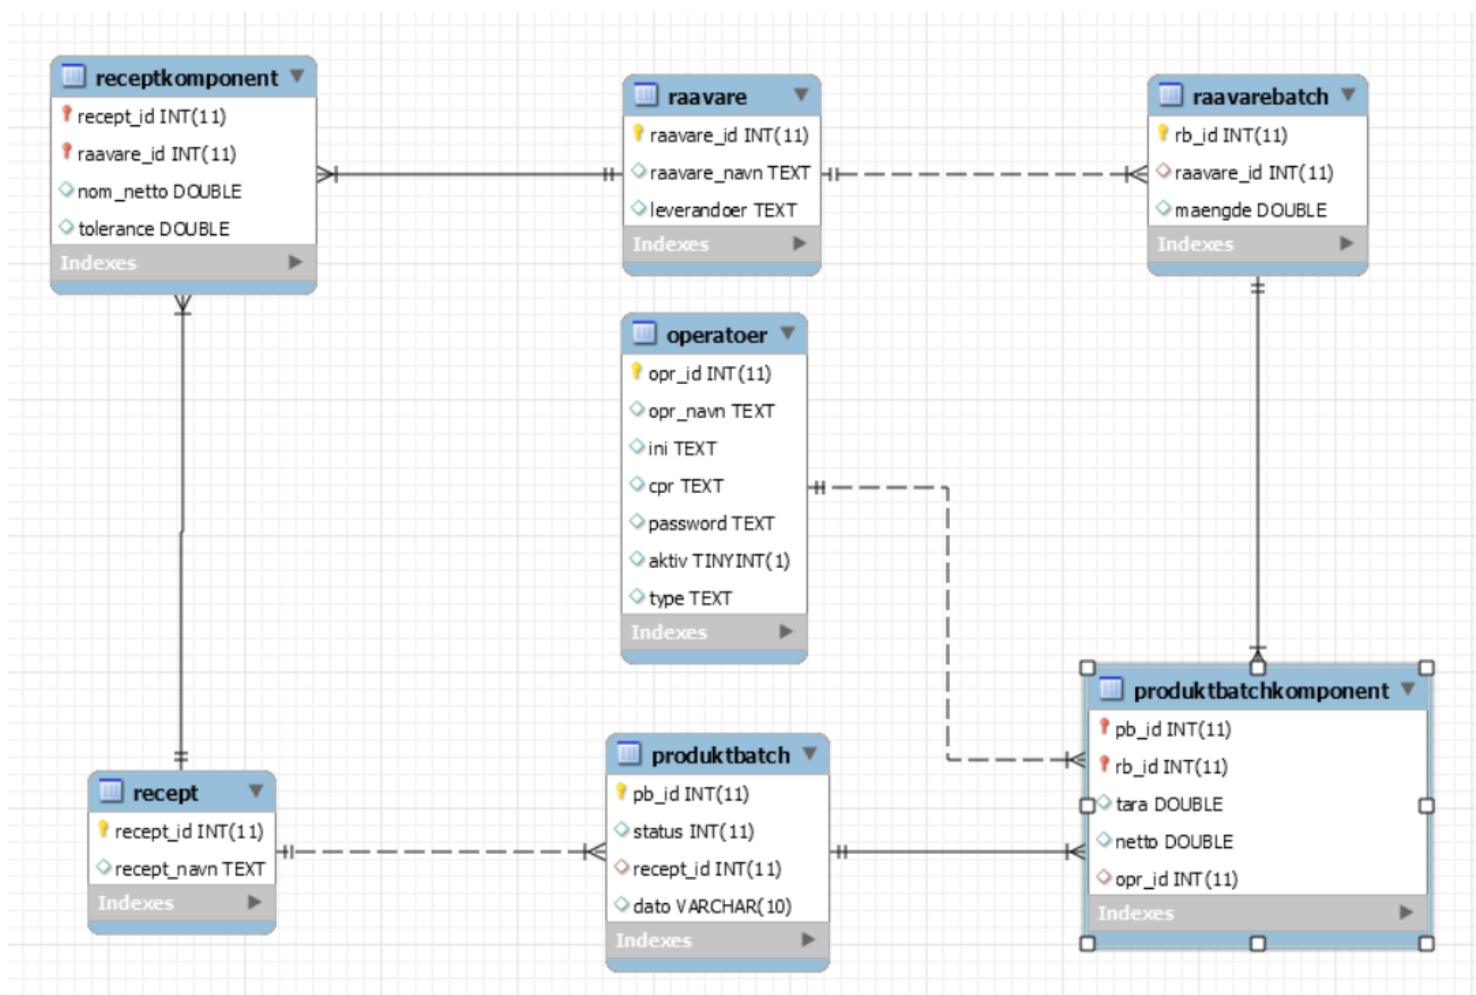 receptkomponent
recept_id INT(11)
raavare_id INT(11)
nom_netto DOUBLE
tolerance DOUBLE
Indexes
raavare
raavare_id INT(11)
raavare_navn TEXT
leverandoer TEXT
Indexes
raavarebatch
rb_id INT(11)
raavare_id INT(11)
maengde DOUBLE
Indexes
operatoer
opr_id INT(11)
opr_navn TEXT
ini TEXT
cpr TEXT
password TEXT
aktiv TINYINT(1)
type TEXT
Indexes
recept
recept_id INT(11)
recept_navn TEXT
Indexes
produktbatch
pb_id INT(11)
status INT(11)
recept_id INT(11)
dato VARCHAR(10)
Indexes
produktbatchkomponent
pb_id INT(11)
rb_id INT(11)
tara DOUBLE
netto DOUBLE
opr_id INT(11)
Indexes